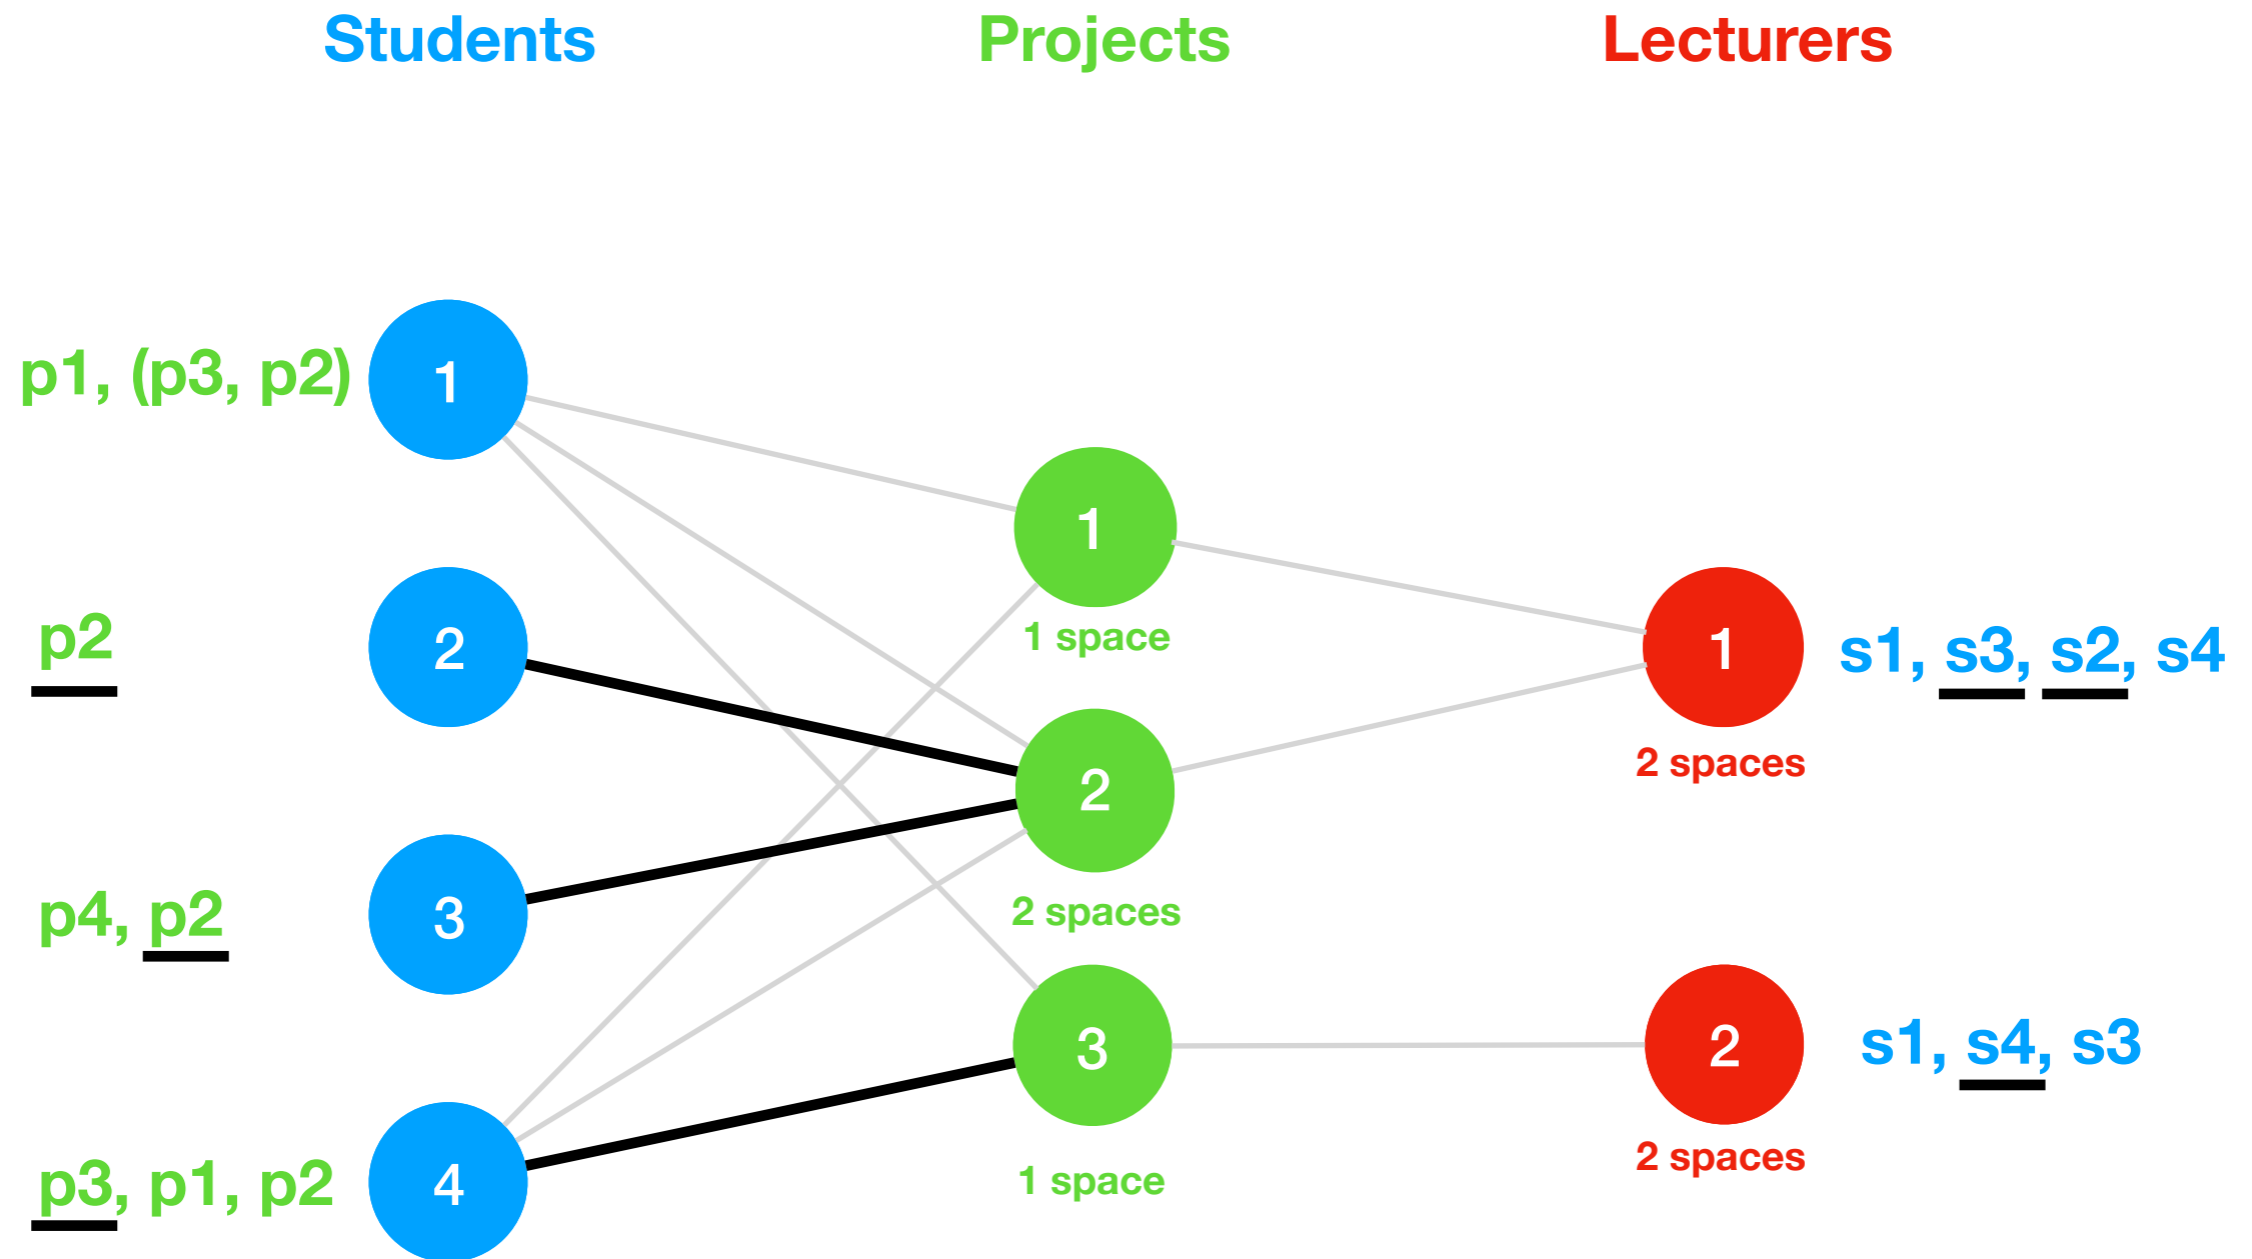 Students Projects Lecturers
p1, (p3, p2) 1
1
1 space
p2 2 1 s1, s3, s2, s4
2 spaces
2
2 spaces
p4, p2 3
3 2 s1, s4, s3
1 space 2 spaces
p3, p1, p2 4